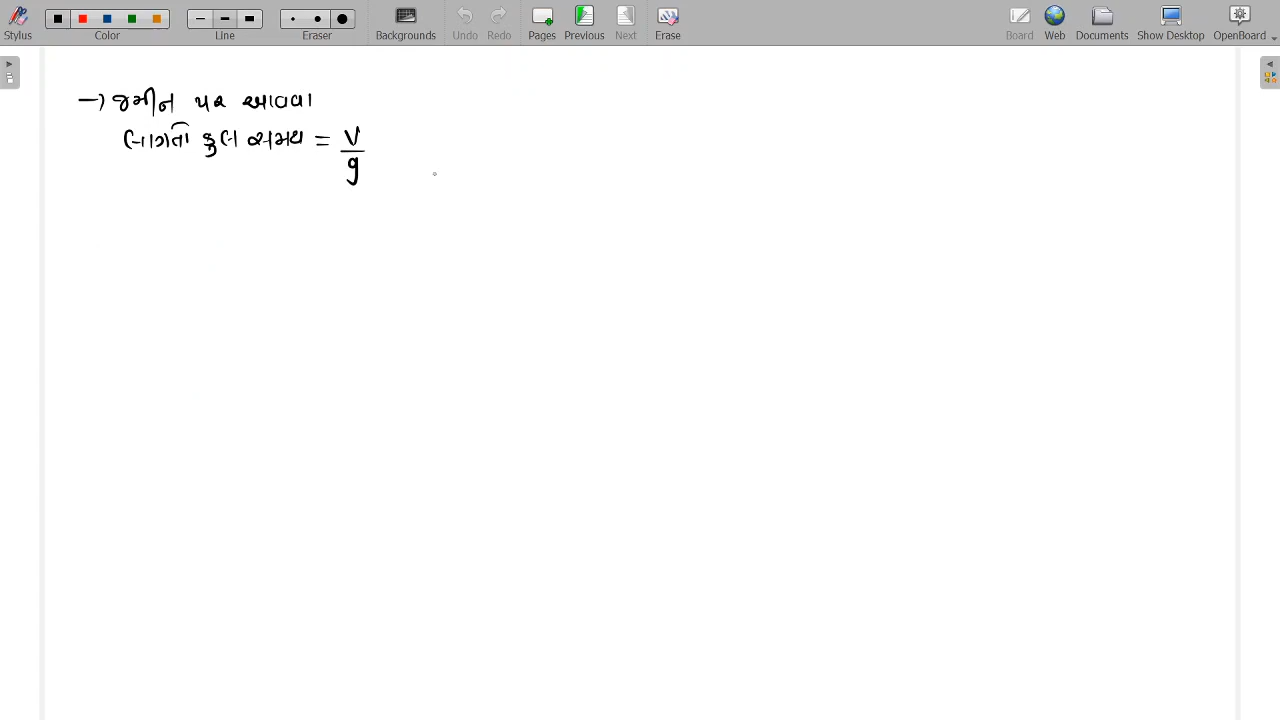 Stylus
Color
Line
Eraser
Backgrounds
Undo
Redo
Pages
Previous
Next
Erase
Board
Web
Documents
Show Desktop
OpenBoard
→ જમીન પર આવવા
લાગતો કુલ સમય = V/g